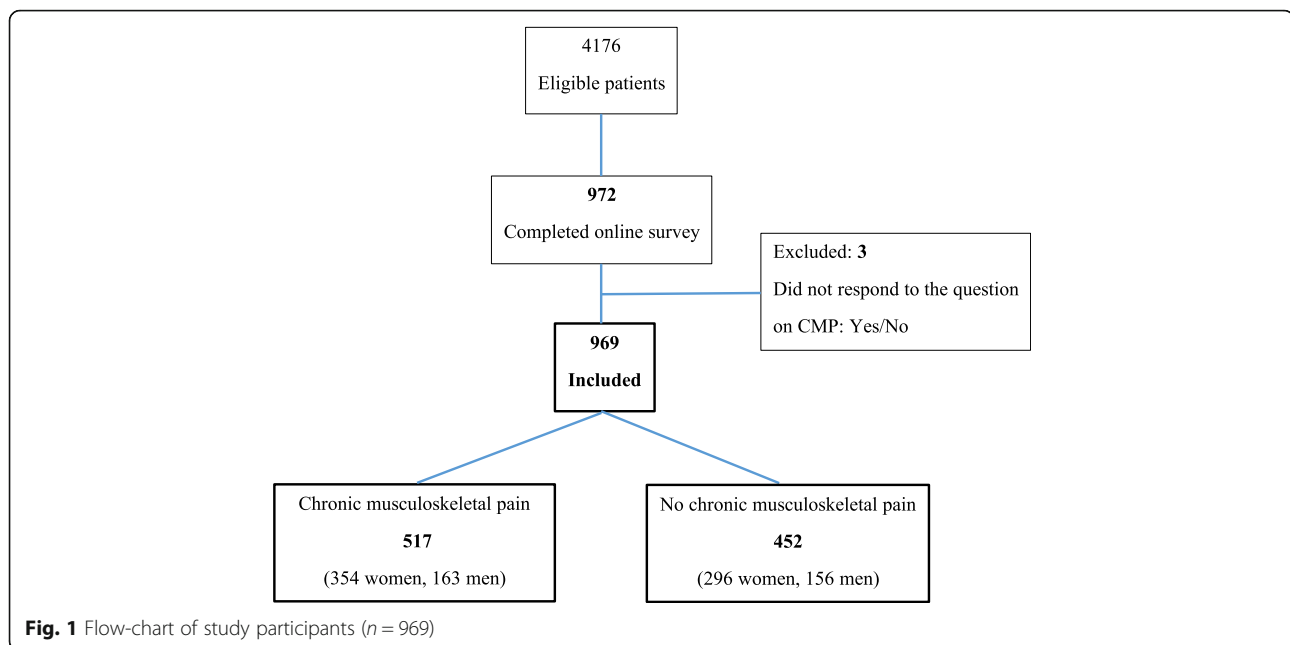 4176
Eligible patients
972
Completed online survey
Excluded: 3
Did not respond to the question
on CMP: Yes/No
969
Included
Chronic musculoskeletal pain
517
(354 women, 163 men)
No chronic musculoskeletal pain
452
(296 women, 156 men)
Fig. 1 Flow-chart of study participants (n = 969)